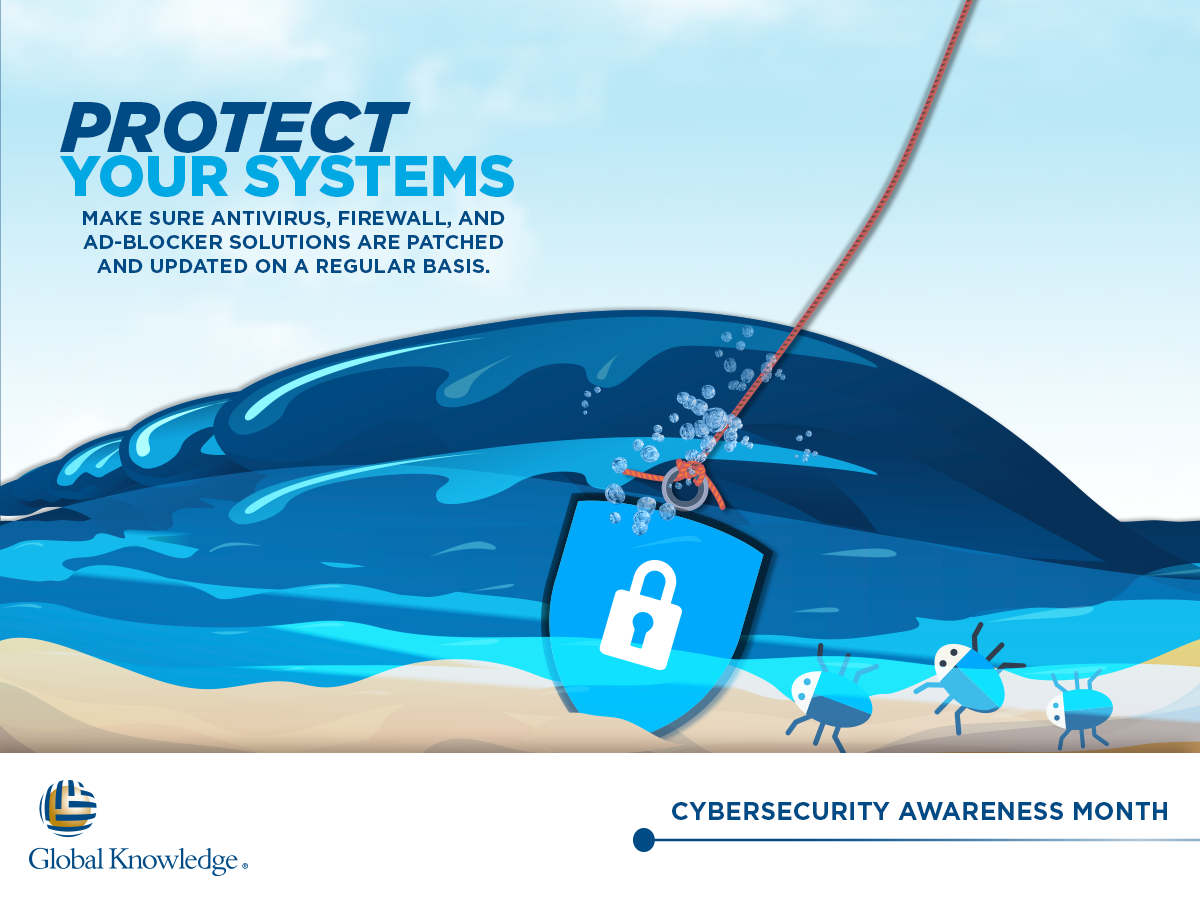 PROTECT
YOUR SYSTEMS
MAKE SURE ANTIVIRUS, FIREWALL, AND
AD-BLOCKER SOLUTIONS ARE PATCHED
AND UPDATED ON A REGULAR BASIS.
CYBERSECURITY AWARENESS MONTH
Global Knowledge®